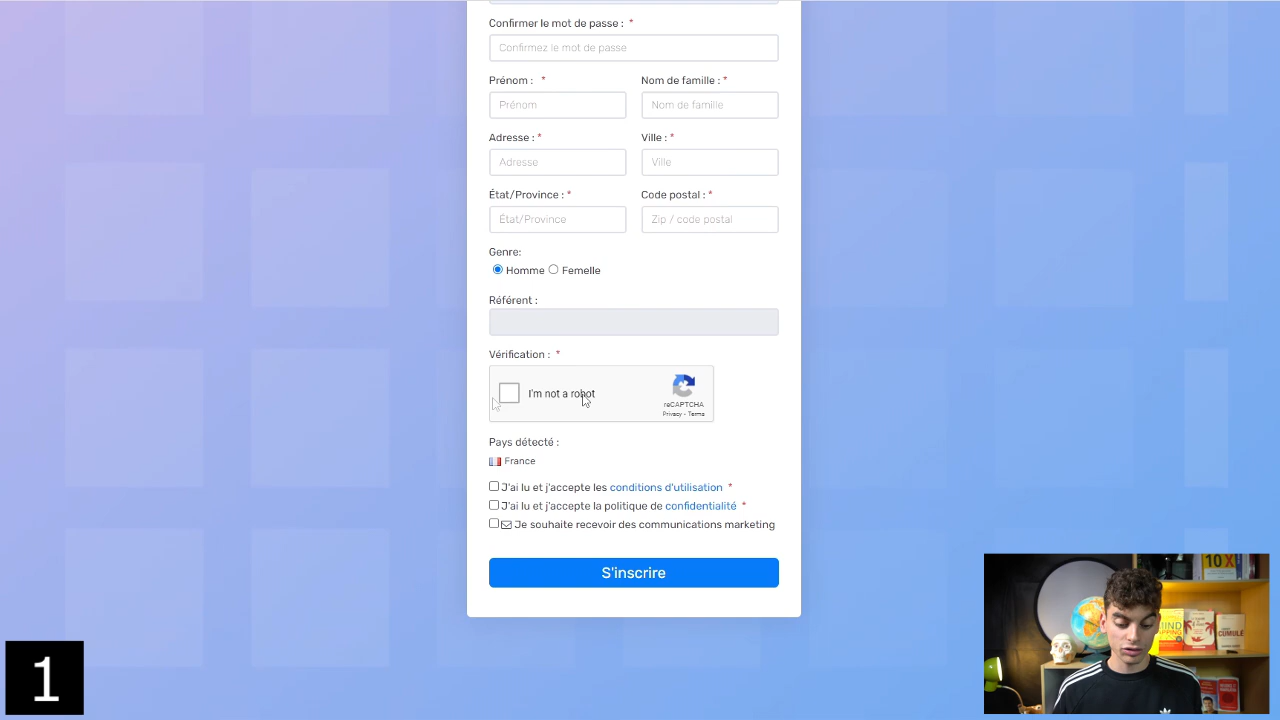 Confirmer le mot de passe : *
Confirmez le mot de passe
Prénom : * Nom de famille : *
Prénom Nom de famille
Adresse : * Ville : *
Adresse Ville
État/Province : * Code postal : *
État/Province Zip / code postal
Genre:
Homme Femelle
Référent :
Vérification : *
I'm not a robot
reCAPTCHA
Privacy - Terms
Pays détecté :
France
J'ai lu et j'accepte les conditions d'utilisation *
J'ai lu et j'accepte la politique de confidentialité *
Je souhaite recevoir des communications marketing
S'inscrire
1
10 X
CUMULÉ